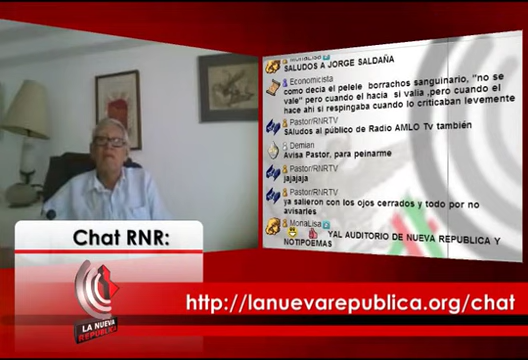 MonaLisa
SALUDOS A JORGE SALDAÑA
Economicista
como decia el pelele borrachos sanguinario, "no se
vale" pero cuando el hacia si valia ,pero cuando el
hace ahi si respingaba cuando lo criticaban levemente
Pastor/RNRTV
SAludos al público de Radio AMLO Tv también
Demian
Avisa Pastor, para peinarme
Pastor/RNRTV
jajajaja
Pastor/RNRTV
ya salieron con los ojos cerrados y todo por no
avisarles
MonaLisa
YAL AUDITORIO DE NUEVA REPUBLICA Y
NOTIPOEMAS
Chat RNR:
LA NUEVA
REPUBLICA
http://lanuevarepublica.org/chat